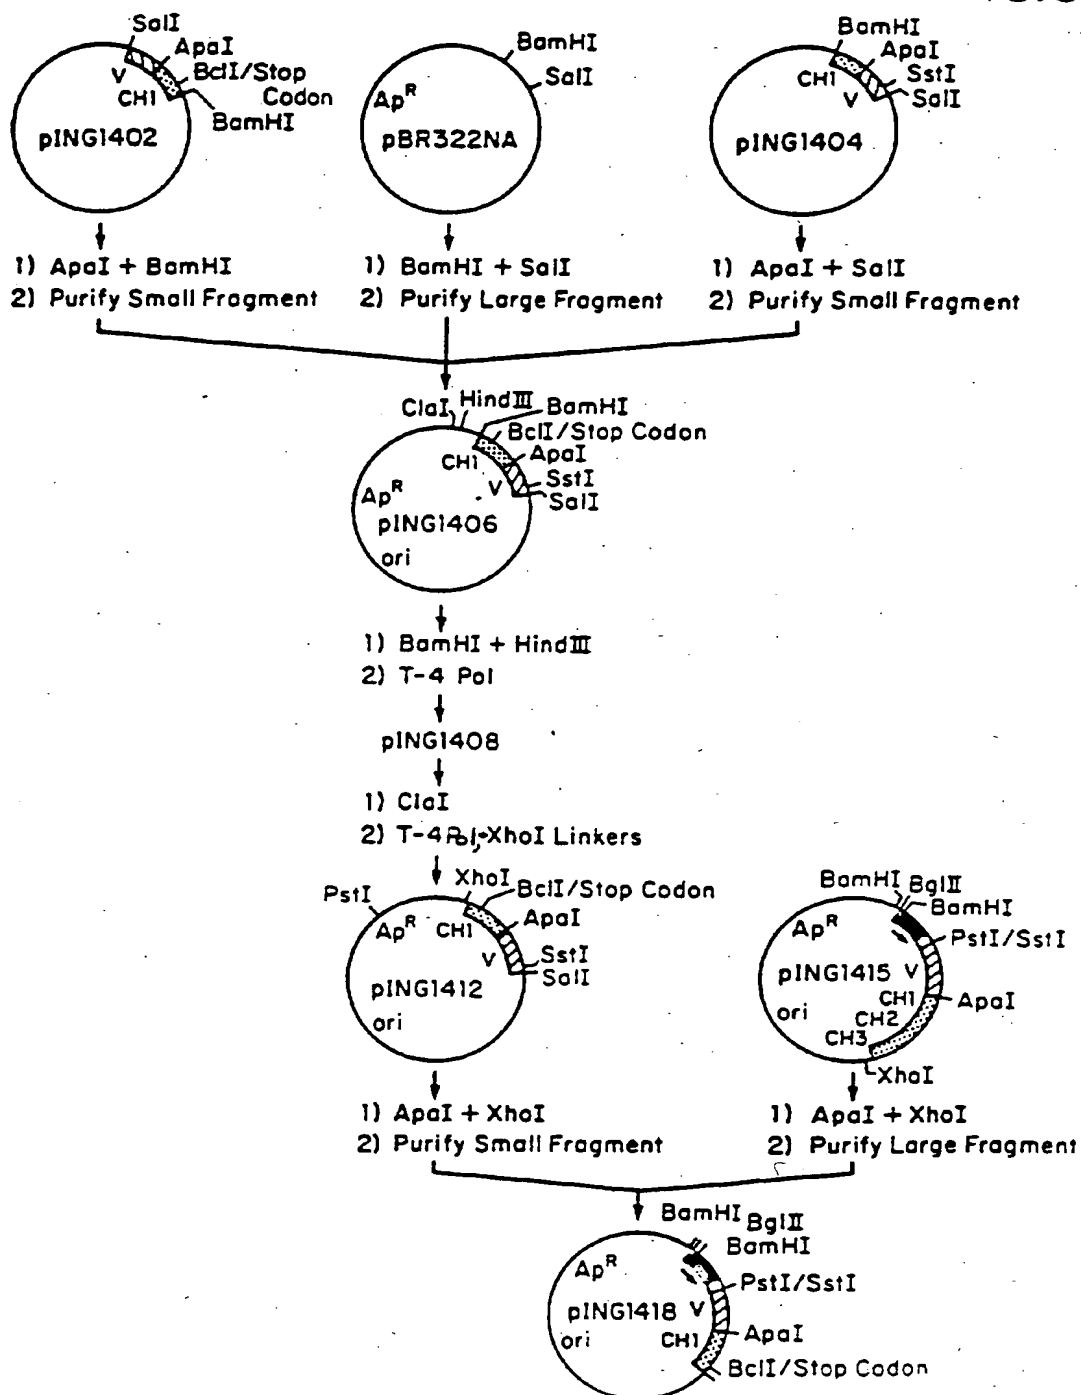 SalI
ApaI
BclI/Stop
Codon
BamHI
V
CH1
pING1402
BamHI
SalI
Ap^R
pBR322NA
BamHI
ApaI
SstI
SalI
CH1
V
pING1404
1) ApaI + BamHI
2) Purify Small Fragment
1) BamHI + SalI
2) Purify Large Fragment
1) ApaI + SalI
2) Purify Small Fragment
ClaI
HindIII
BamHI
BclI/Stop Codon
ApaI
SstI
SalI
CH1
V
Ap^R
pING1406
ori
1) BamHI + HindIII
2) T-4 Pol
pING1408
1) ClaI
2) T-4 Pol, XhoI Linkers
PstI
XhoI
BclI/Stop Codon
ApaI
SstI
SalI
Ap^R
CH1
V
pING1412
ori
BamHI
BglII
BamHI
PstI/SstI
Ap^R
pING1415
V
CH1
CH2
CH3
ori
ApaI
XhoI
1) ApaI + XhoI
2) Purify Small Fragment
1) ApaI + XhoI
2) Purify Large Fragment
BamHI
BglII
BamHI
PstI/SstI
Ap^R
pING1418
V
CH1
ori
ApaI
BclI/Stop Codon